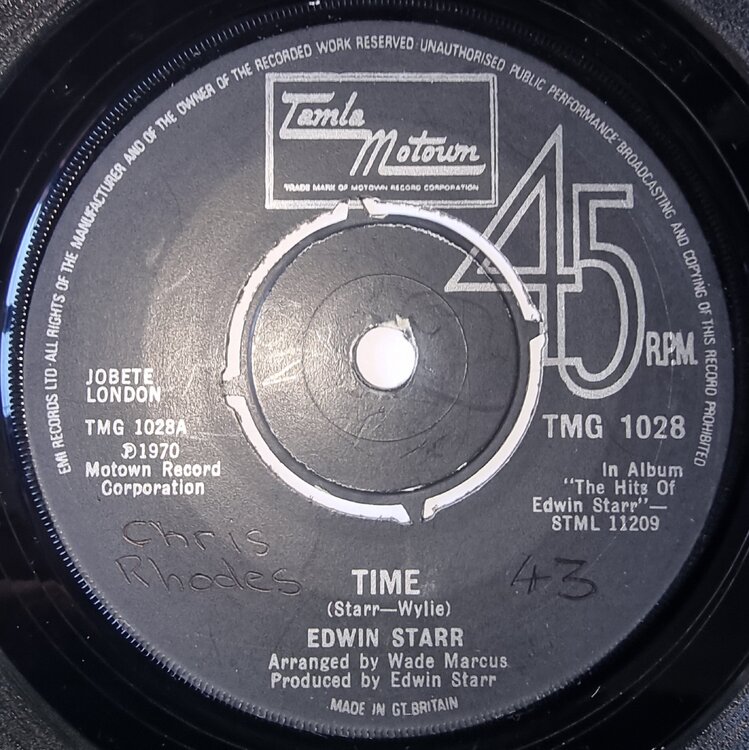 EMI RECORDS LTD·ALL RIGHTS OF THE MANUFACTURER AND OF THE OWNER OF THE RECORDED WORK RESERVED·UNAUTHORISED PUBLIC PERFORMANCE·BROADCASTING AND COPYING OF THIS RECORD PROHIBITED
Tamla
Motown
TRADE MARK OF MOTOWN RECORD CORPORATION
45
R.P.M.
JOBETE
LONDON
TMG 1028A
℗1970
Motown Record
Corporation
TMG 1028
In Album
"The Hits Of
Edwin Starr"—
STML 11209
Chris
Rhodes
43
TIME
(Starr—Wylie)
EDWIN STARR
Arranged by Wade Marcus
Produced by Edwin Starr
MADE IN GT. BRITAIN